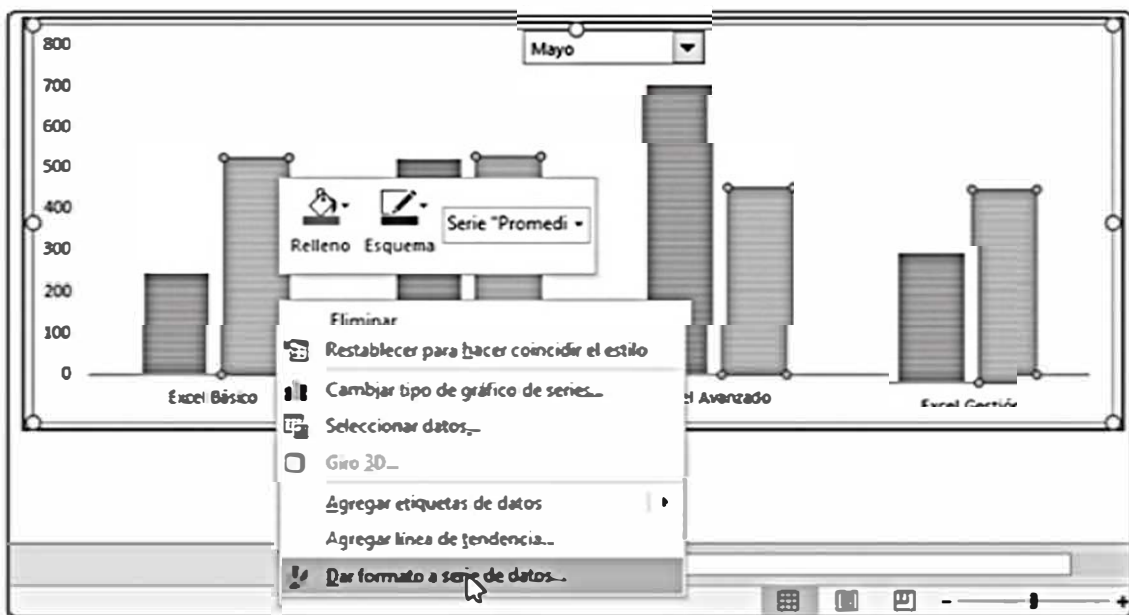 800
Mayo
700
600
500
400
Serie "Promedi
Relleno Esquema
300
200
100
0
Eliminar
Restablecer para hacer coincidir el estilo
Excel Básico
Cambiar tipo de gráfico de series...
el Avanzado
Excel Gestión
Seleccionar datos...
Giro 3D...
Agregar etiquetas de datos
Agregar línea de tendencia...
Dar formato a serie de datos...